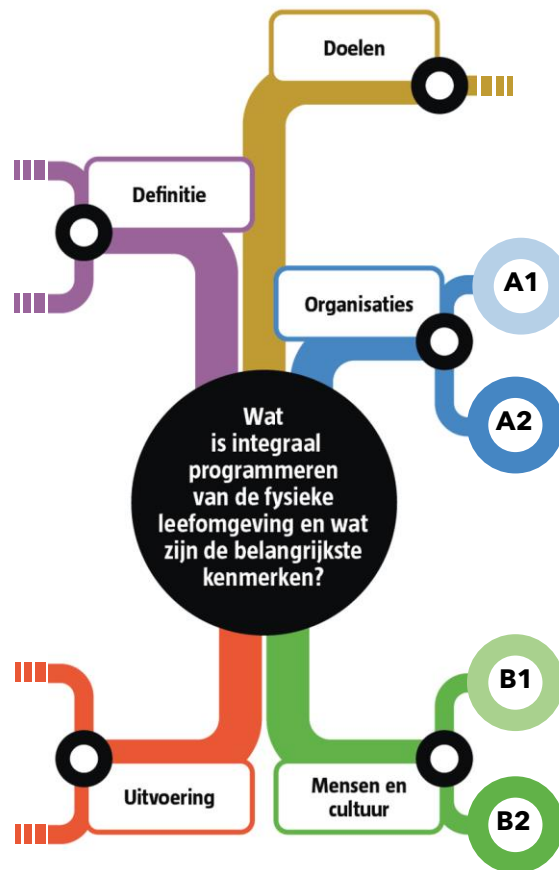 Doelen
Definitie
Organisaties
A1
A2
Wat
is integraal
programmeren
van de fysieke
leefomgeving en wat
zijn de belangrijkste
kenmerken?
B1
Uitvoering
Mensen en
cultuur
B2